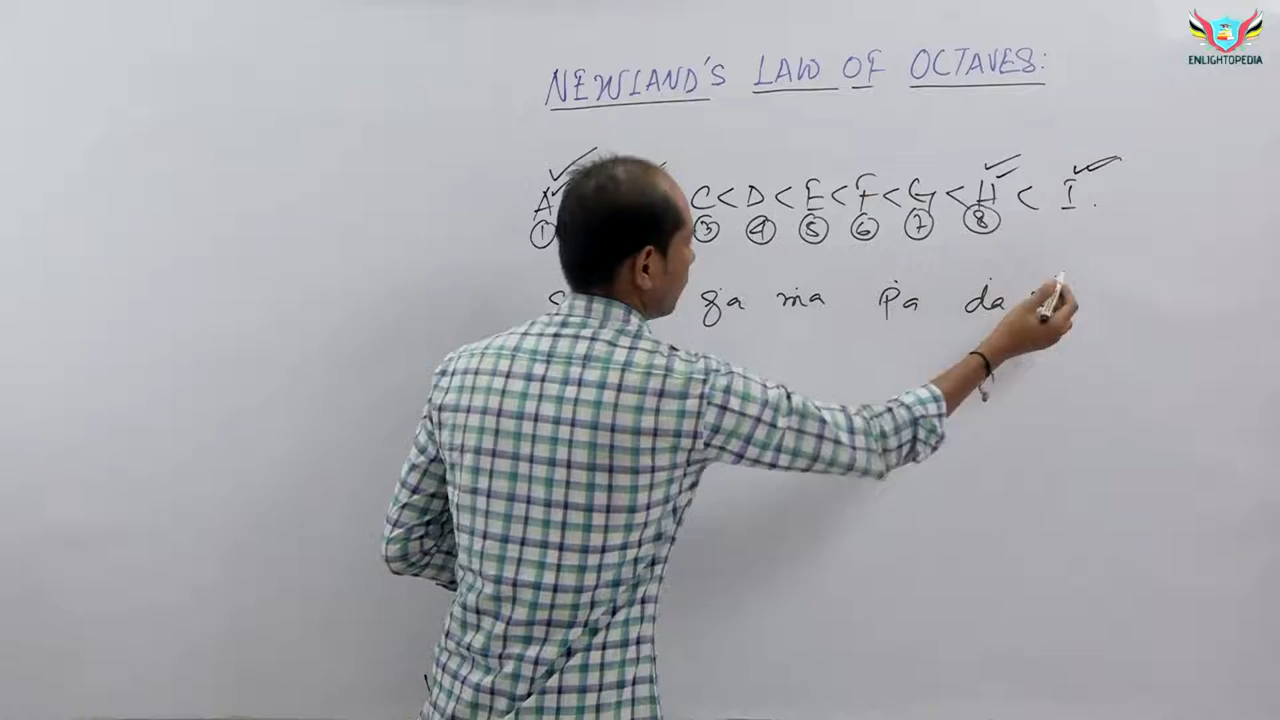 ENLIGHTOPEDIA
NEWLAND'S LAW OF OCTAVES:
A C < D < E < F < G < H < I .
1 3 4 5 6 7 8
ga ma pa da